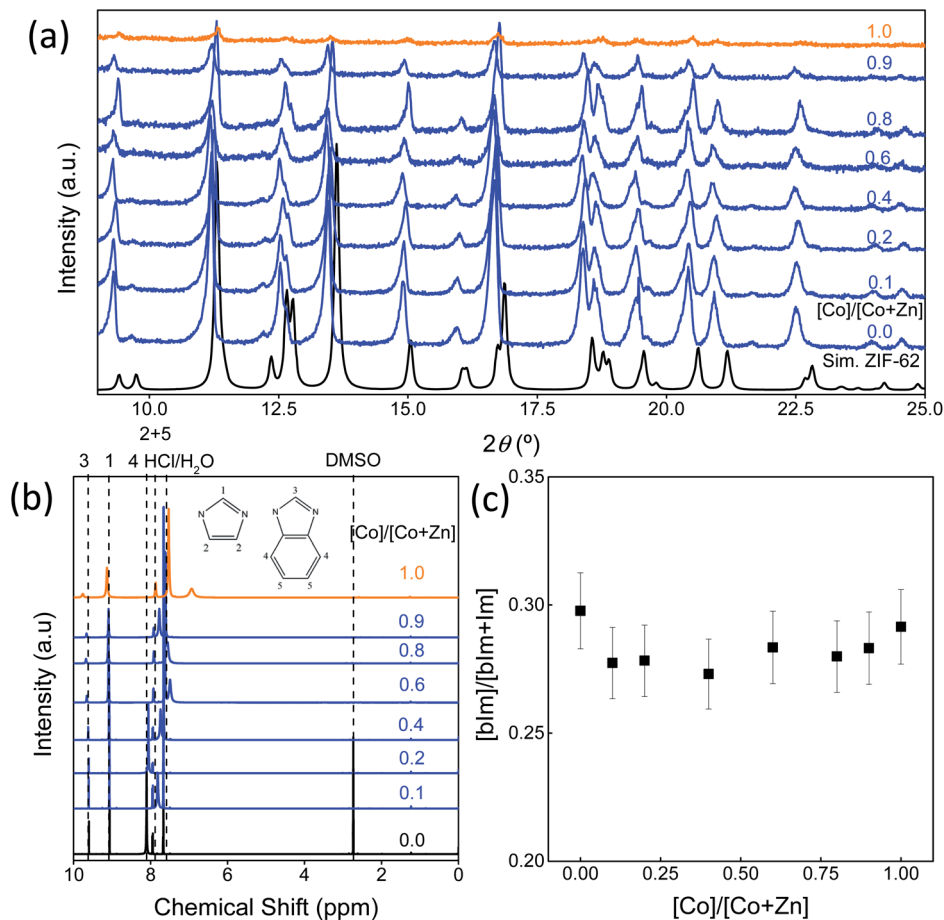 (a)
1.0
0.9
0.8
0.6
0.4
0.2
0.1
[Co]/[Co+Zn]
0.0
Sim. ZIF-62
Intensity (a.u.)
10.0 12.5 15.0 17.5 20.0 22.5 25.0
2θ (º)
2+5
3 1 4 HCl/H₂O DMSO
(b)
1
N N
2 2
3
N N
4 4
5 5
[Co]/[Co+Zn]
1.0
0.9
0.8
0.6
0.4
0.2
0.1
0.0
Intensity (a.u)
10 8 6 4 2 0
Chemical Shift (ppm)
(c)
0.35
0.30
0.25
0.20
[bIm]/[bIm+Im]
0.00 0.25 0.50 0.75 1.00
[Co]/[Co+Zn]